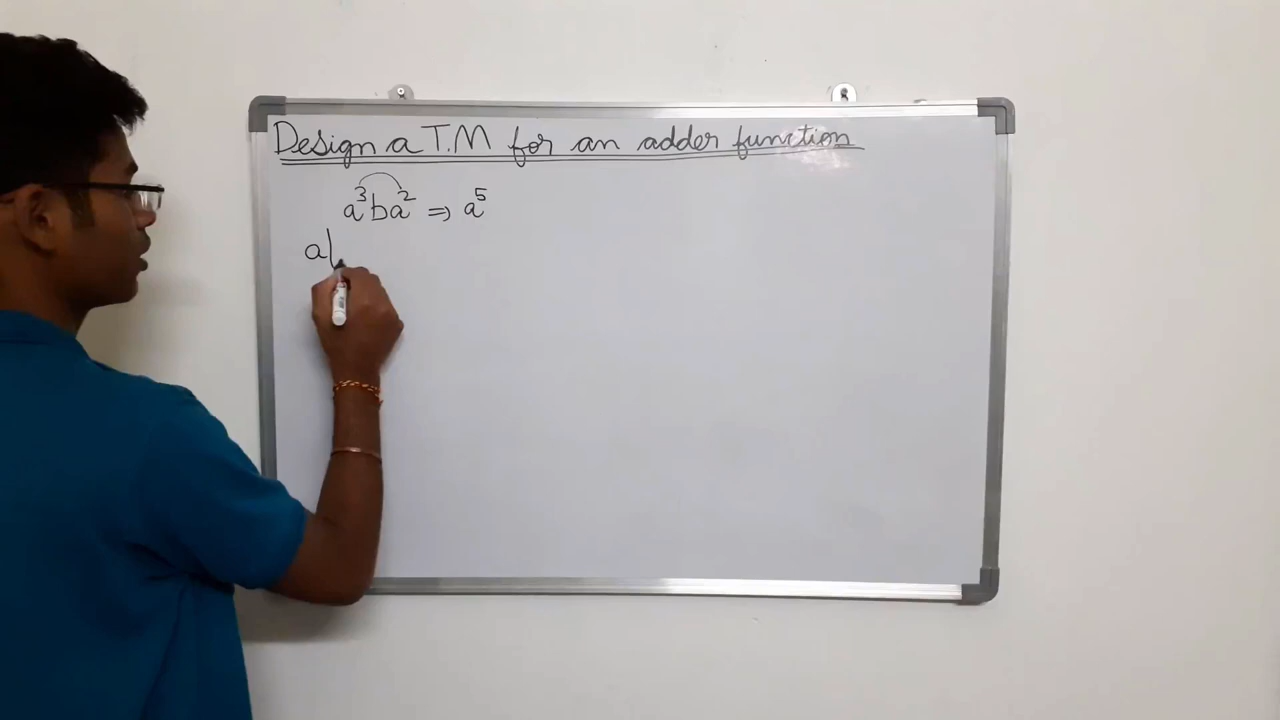 Design a T.M for an adder function
a³ba² ⇒ a⁵
a|